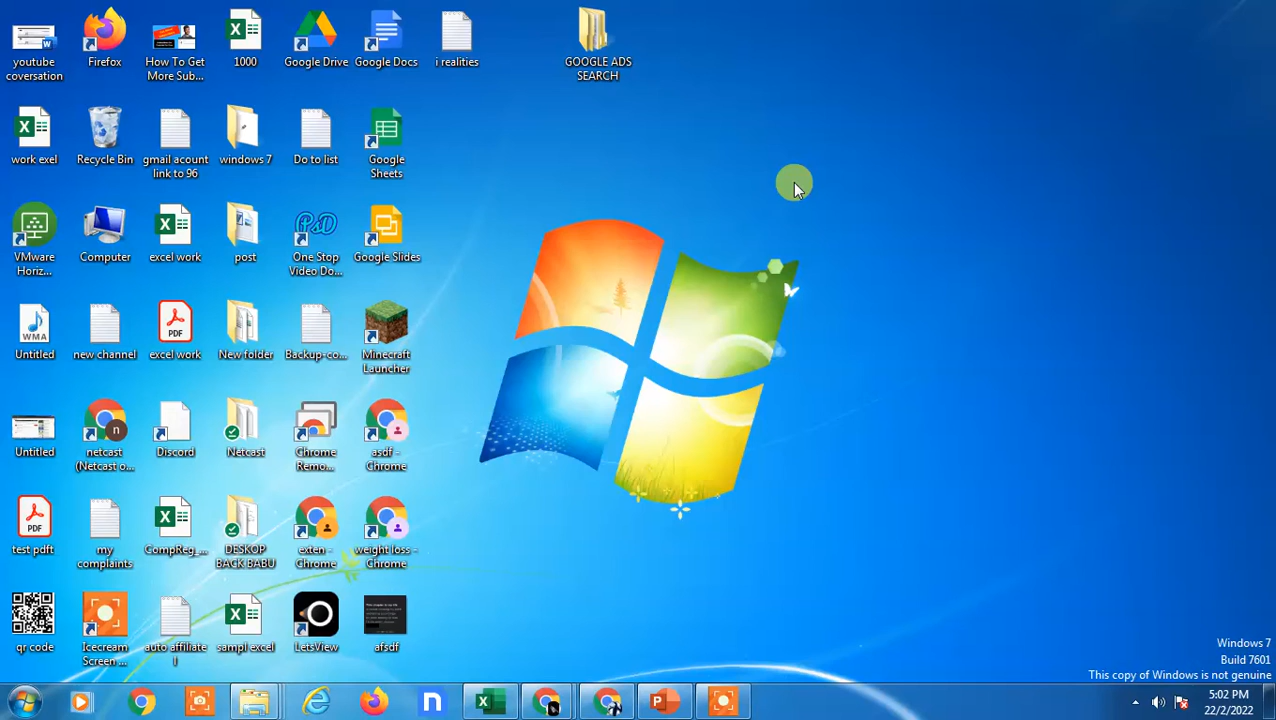 youtube
coversation
Firefox
How To Get
More Sub...
1000
Google Drive
Google Docs
i realities
GOOGLE ADS
SEARCH
work exel
Recycle Bin
gmail acount
link to 96
windows 7
Do to list
Google
Sheets
VMware
Horiz...
Computer
excel work
post
PSD
One Stop
Video Do...
Google Slides
WMA
Untitled
new channel
PDF
excel work
New folder
Backup-co...
Minecraft
Launcher
Untitled
n
netcast
(Netcast o...
Discord
Netcast
Chrome
Remo...
asdf -
Chrome
PDF
test pdft
my
complaints
CompReg_...
DESKOP
BACK BABU
exten -
Chrome
weight loss -
Chrome
qr code
Icecream
Screen ...
auto affiliate
l
sampl excel
LetsView
afsdf
Windows 7
Build 7601
This copy of Windows is not genuine
5:02 PM
22/2/2022